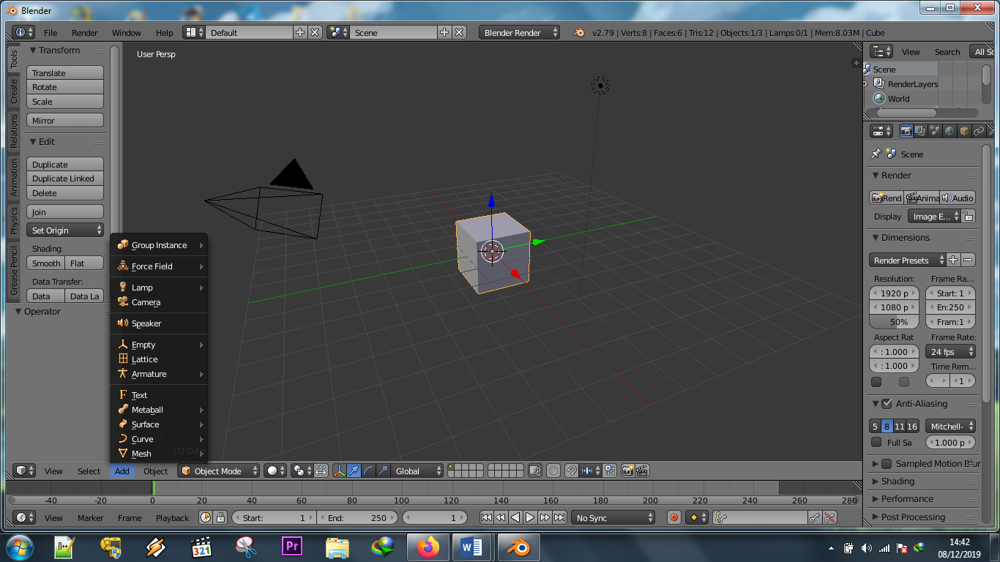 Blender
File Render Window Help Default Scene Blender Render v2.79 | Verts:8 | Faces:6 | Tris:12 | Objects:1/3 | Lamps:0/1 | Mem:8.03M | Cube
Tools
Create
Relations
Animation
Physics
Grease Pencil
Transform
Translate
Rotate
Scale
Mirror
Edit
Duplicate
Duplicate Linked
Delete
Join
Set Origin
Shading:
Smooth Flat
Data Transfer:
Data Data La
Operator
User Persp
Group Instance
Force Field
Lamp
Camera
Speaker
Empty
Lattice
Armature
Text
Metaball
Surface
Curve
Mesh
(1) Cube
View Search All Sc
Scene
RenderLayers
World
Scene
Render
Rend Anima Audio
Display Image E...
Dimensions
Render Presets
Resolution: Frame Ra...
1920 p Start: 1
1080 p En:250
50% Fram:1
Aspect Rat Frame Rate:
: 1.000 24 fps
: 1.000 Time Rem...
1
Anti-Aliasing
5 8 11 16 Mitchell-
Full Sa 1.000 p
Sampled Motion Blur
Shading
Performance
Post Processing
View Select Add Object Object Mode Global
-40 -20 0 20 40 60 80 100 120 140 160 180 200 220 240 260 280
View Marker Frame Playback Start: 1 End: 250 1 No Sync
n++
321
Pr
W
14:42
08/12/2019